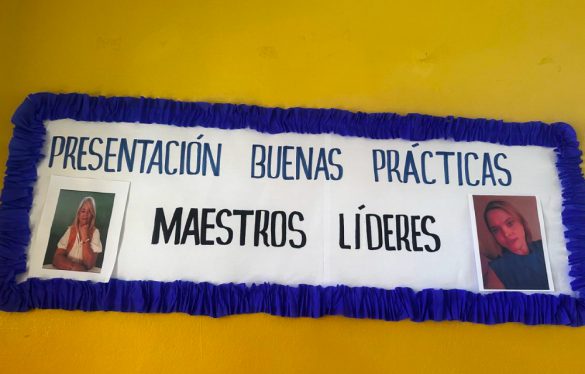 PRESENTACIÓN BUENAS PRÁCTICAS
MAESTROS LÍDERES